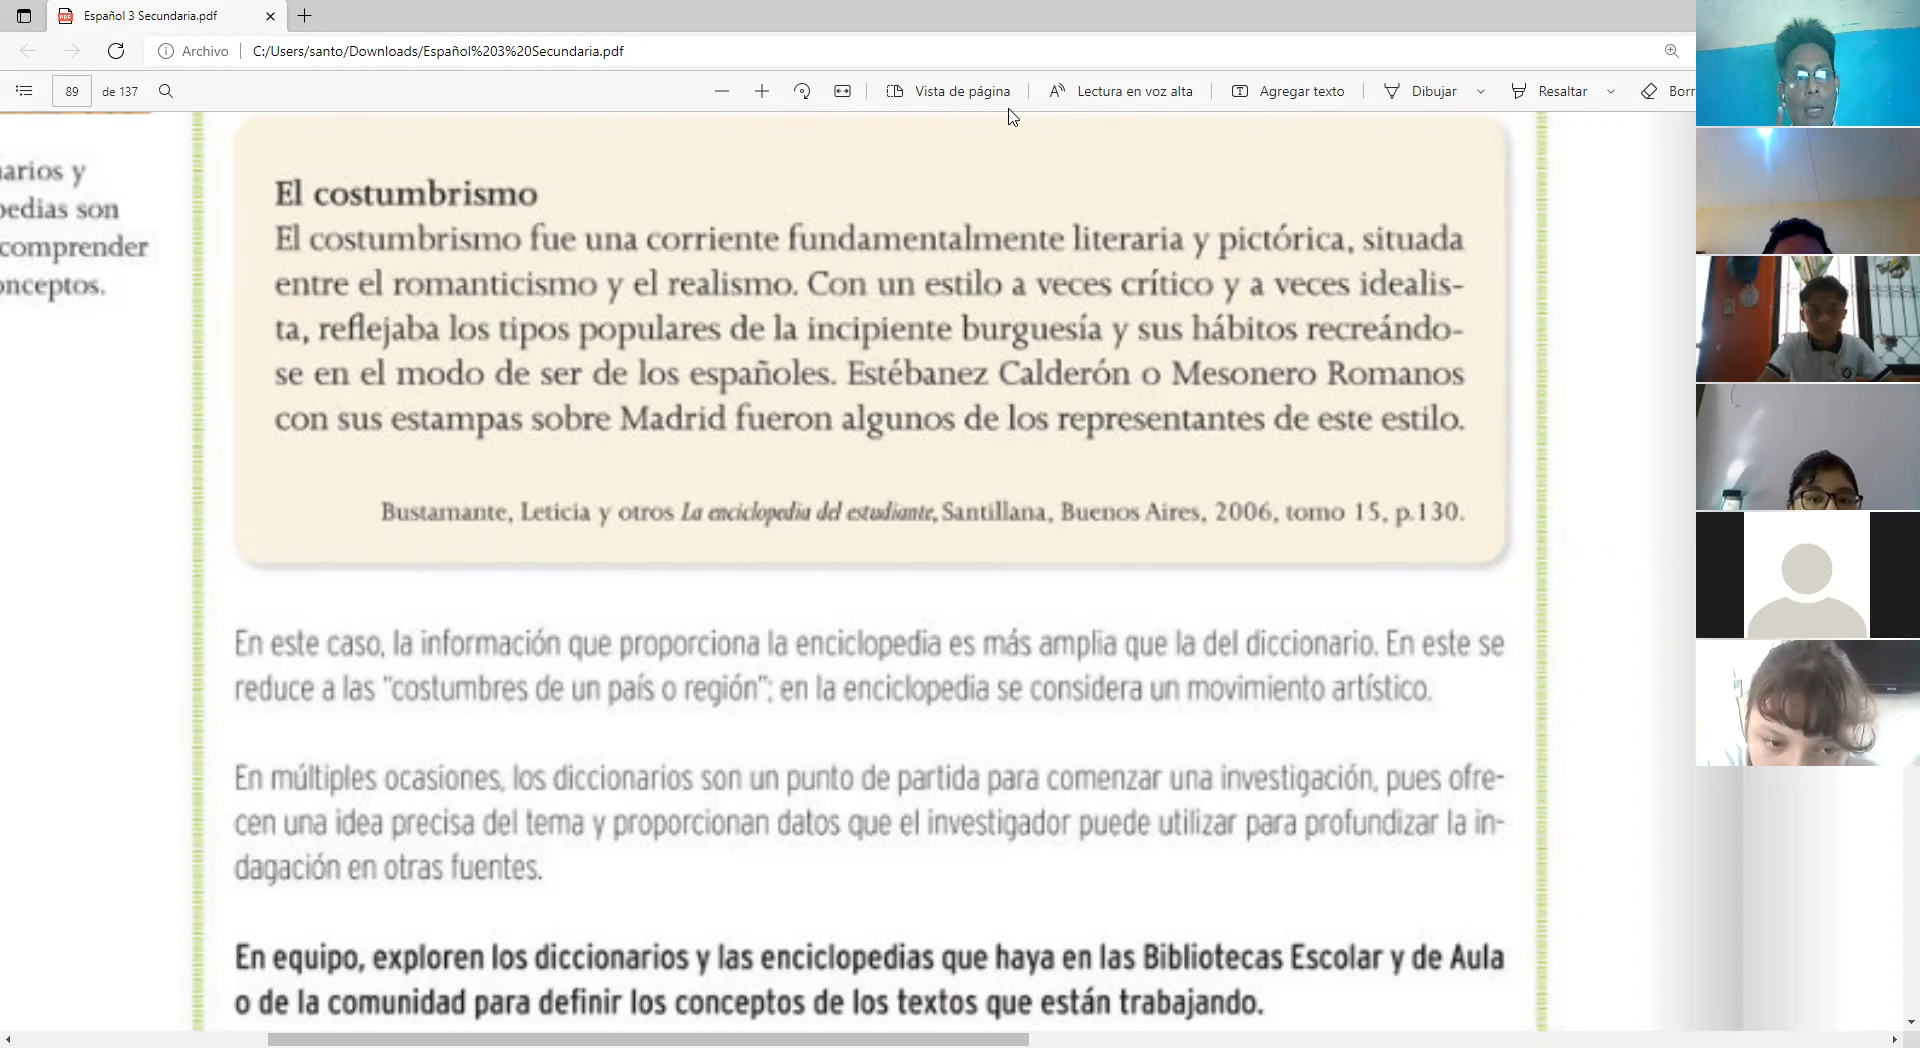 Español 3 Secundaria.pdf
Archivo
C:/Users/santo/Downloads/Español%203%20Secundaria.pdf
89
de 137
Vista de página
Lectura en voz alta
Agregar texto
Dibujar
Resaltar
Borr
arios y
pedias son
comprender
onceptos.
El costumbrismo
El costumbrismo fue una corriente fundamentalmente literaria y pictórica, situada
entre el romanticismo y el realismo. Con un estilo a veces crítico y a veces idealis-
ta, reflejaba los tipos populares de la incipiente burguesía y sus hábitos recreándo-
se en el modo de ser de los españoles. Estébanez Calderón o Mesonero Romanos
con sus estampas sobre Madrid fueron algunos de los representantes de este estilo.
Bustamante, Leticia y otros La enciclopedia del estudiante, Santillana, Buenos Aires, 2006, tomo 15, p.130.
En este caso, la información que proporciona la enciclopedia es más amplia que la del diccionario. En este se
reduce a las "costumbres de un país o región"; en la enciclopedia se considera un movimiento artístico.
En múltiples ocasiones, los diccionarios son un punto de partida para comenzar una investigación, pues ofre-
cen una idea precisa del tema y proporcionan datos que el investigador puede utilizar para profundizar la in-
dagación en otras fuentes.
En equipo, exploren los diccionarios y las enciclopedias que haya en las Bibliotecas Escolar y de Aula
o de la comunidad para definir los conceptos de los textos que están trabajando.